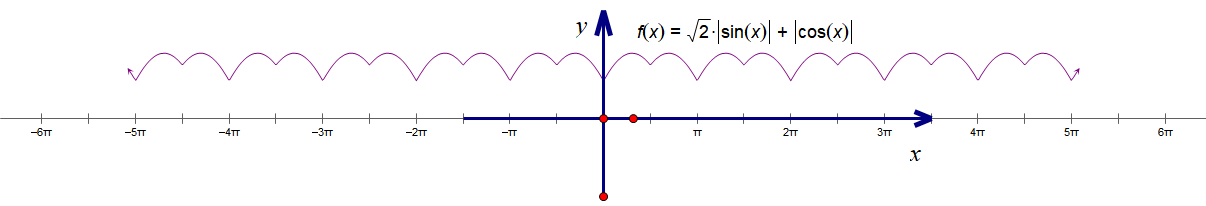 y
f(x) = √2·|sin(x)| + |cos(x)|
−6π −5π −4π −3π −2π −π π 2π 3π 4π 5π 6π
x